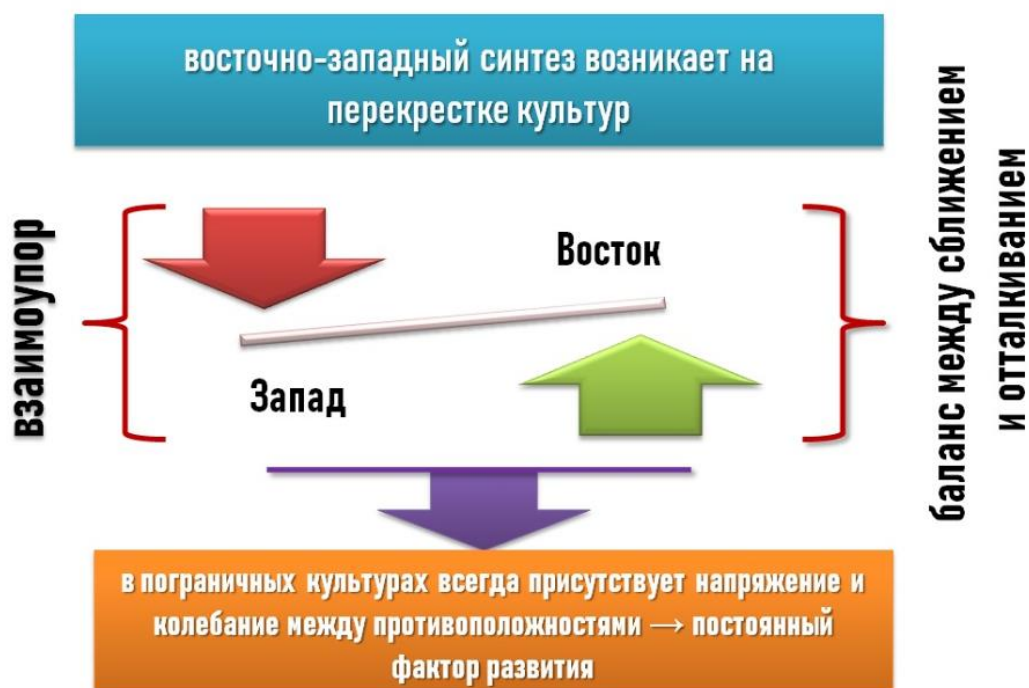 восточно-западный синтез возникает на
перекрестке культур
взаимоупор
Восток
Запад
баланс между сближением
и отталкиванием
в пограничных культурах всегда присутствует напряжение и
колебание между противоположностями → постоянный
фактор развития